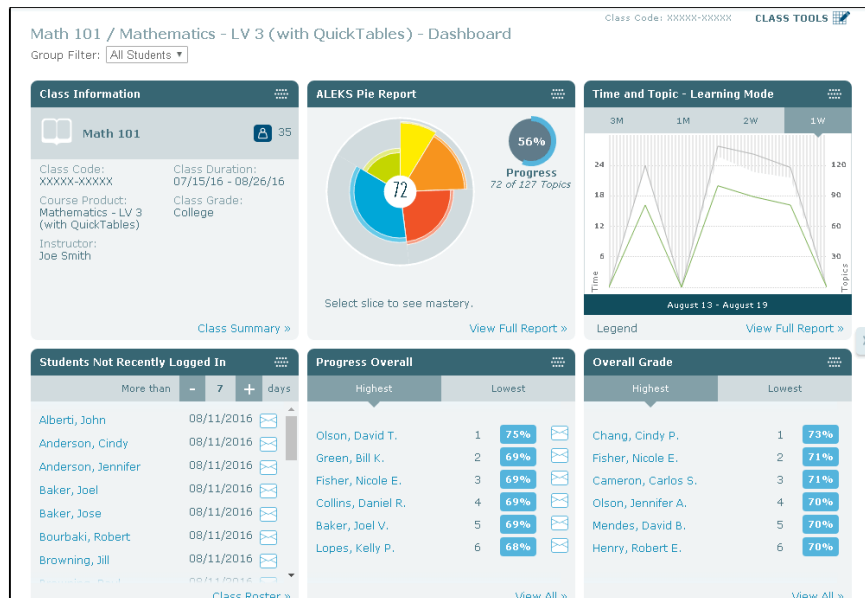 Class Code: XXXXX-XXXXX CLASS TOOLS
Math 101 / Mathematics - LV 3 (with QuickTables) - Dashboard
Group Filter: All Students
Class Information
Math 101 35
Class Code:
XXXXX-XXXXX
Class Duration:
07/15/16 - 08/26/16
Course Product:
Mathematics - LV 3
(with QuickTables)
Class Grade:
College
Instructor:
Joe Smith
Class Summary »
ALEKS Pie Report
72
56%
Progress
72 of 127 Topics
Select slice to see mastery.
View Full Report »
Time and Topic - Learning Mode
3M 1M 2W 1W
24 120
18 90
12 60
6 30
Time Topics
August 13 - August 19
Legend View Full Report »
Students Not Recently Logged In
More than - 7 + days
Alberti, John 08/11/2016
Anderson, Cindy 08/11/2016
Anderson, Jennifer 08/11/2016
Baker, Joel 08/11/2016
Baker, Jose 08/11/2016
Bourbaki, Robert 08/11/2016
Browning, Jill 08/11/2016
Class Roster »
Progress Overall
Highest Lowest
Olson, David T. 1 75%
Green, Bill K. 2 69%
Fisher, Nicole E. 3 69%
Collins, Daniel R. 4 69%
Baker, Joel V. 5 69%
Lopes, Kelly P. 6 68%
View All »
Overall Grade
Highest Lowest
Chang, Cindy P. 1 73%
Fisher, Nicole E. 2 71%
Cameron, Carlos S. 3 71%
Olson, Jennifer A. 4 70%
Mendes, David B. 5 70%
Henry, Robert E. 6 70%
View All »